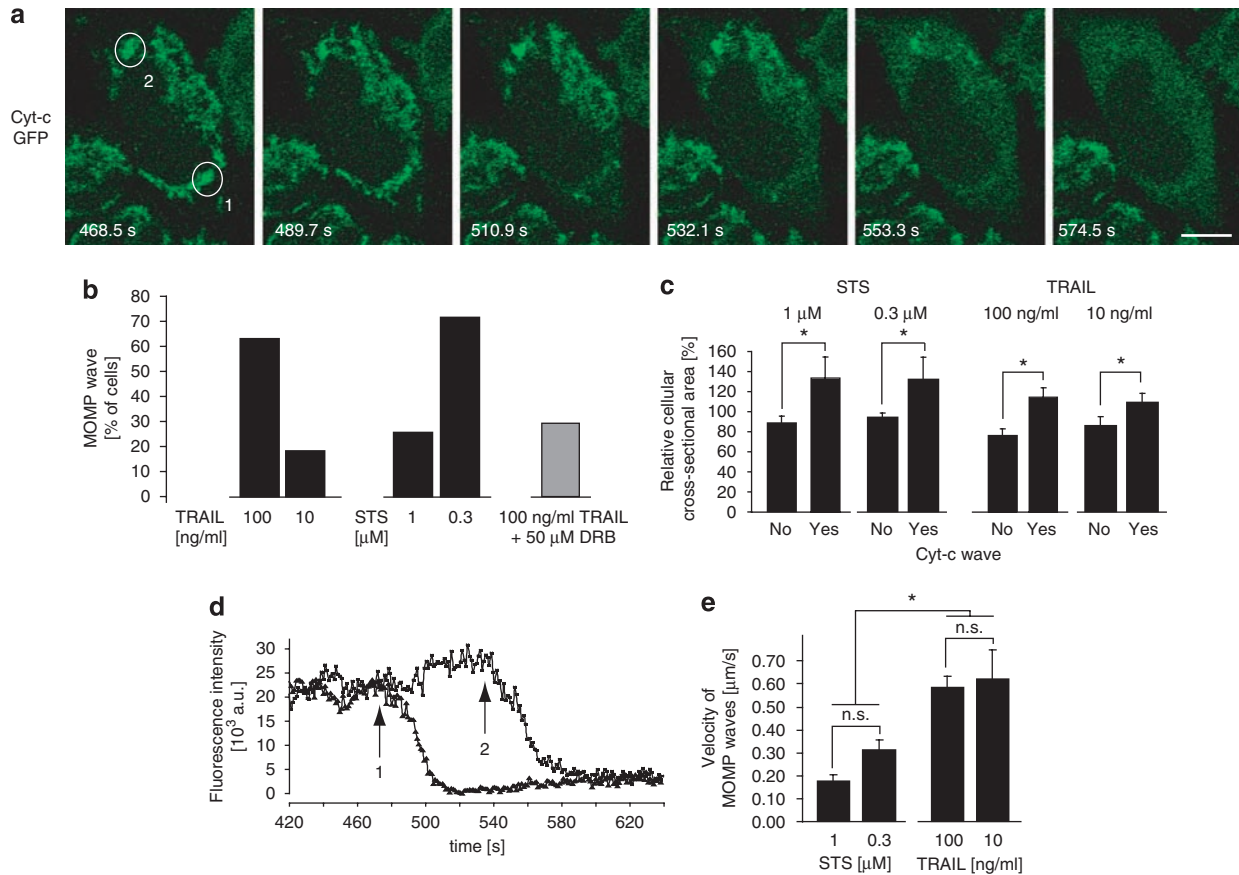 a
Cyt-c
GFP
2
1
468.5 s
489.7 s
510.9 s
532.1 s
553.3 s
574.5 s
b
MOMP wave
[% of cells]
80
70
60
50
40
30
20
10
0
TRAIL
[ng/ml]
100
10
STS
[μM]
1
0.3
100 ng/ml TRAIL
+ 50 μM DRB
c
STS
TRAIL
1 μM
0.3 μM
100 ng/ml
10 ng/ml
*
*
*
*
Relative cellular
cross-sectional area [%]
160
140
120
100
80
60
40
20
0
No
Yes
No
Yes
No
Yes
No
Yes
Cyt-c wave
d
Fluorescence intensity
[10³ a.u.]
30
25
20
15
10
5
0
1
2
420
460
500
540
580
620
time [s]
e
*
n.s.
n.s.
Velocity of
MOMP waves [μm/s]
0.70
0.60
0.50
0.40
0.30
0.20
0.10
0.00
1
0.3
100
10
STS [μM]
TRAIL [ng/ml]